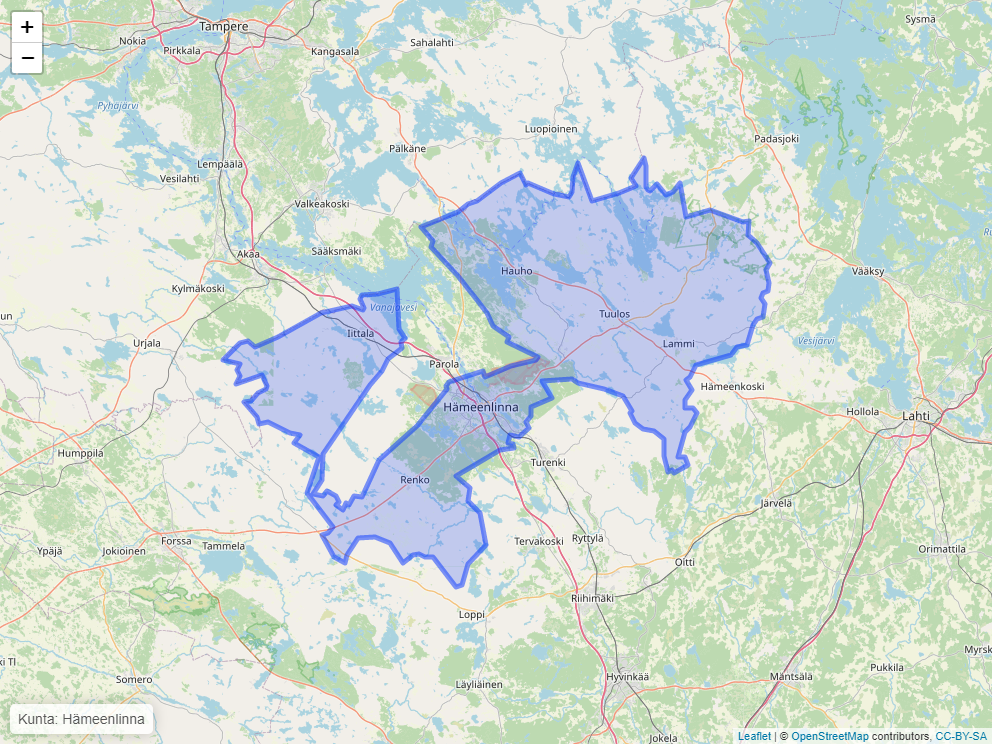 +
−
Tampere
Nokia
Pirkkala
Kangasala
Sahalahti
Sysmä
Pyhäjärvi
Luopioinen
Padasjoki
Pälkäne
Lempäälä
Vesilahti
Valkeakoski
Sääksmäki
Akaa
Hauho
Vääksy
Kylmäkoski
Vanajavesi
un
Tuulos
Iittala
Urjala
Lammi
Vesijärvi
Parola
Hämeenkoski
Hämeenlinna
Hollola
Lahti
Humppila
Turenki
Renko
Järvelä
Forssa
Tammela
Ypäjä
Jokioinen
Tervakoski
Ryttylä
Orimattila
Oitti
Riihimäki
Loppi
Myrsk
ki Tl
Pukkila
Somero
Läyliäinen
Hyvinkää
Mäntsälä
Kunta: Hämeenlinna
Jokela
Leaflet | © OpenStreetMap contributors, CC-BY-SA